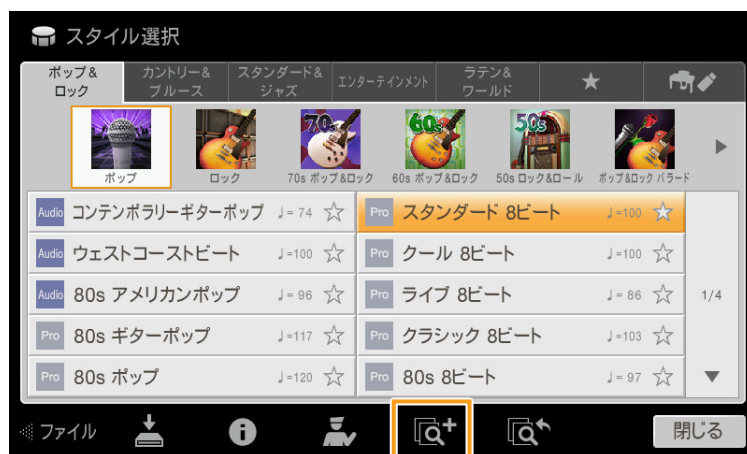 スタイル選択
ポップ&
ロック
カントリー&
ブルース
スタンダード&
ジャズ
エンターテインメント
ラテン&
ワールド
ポップ
ロック
70s
70s ポップ&ロック
60s
60s ポップ&ロック
50s
50s ロック&ロール
ポップ&ロック バラード
Audio コンテンポラリーギターポップ ♩= 74
Pro スタンダード 8ビート ♩=100
Audio ウェストコーストビート ♩=100
Pro クール 8ビート ♩=100
Audio 80s アメリカンポップ ♩= 96
Pro ライブ 8ビート ♩= 86
1/4
Pro 80s ギターポップ ♩=117
Pro クラシック 8ビート ♩=103
Pro 80s ポップ ♩=120
Pro 80s 8ビート ♩= 97
ファイル
閉じる